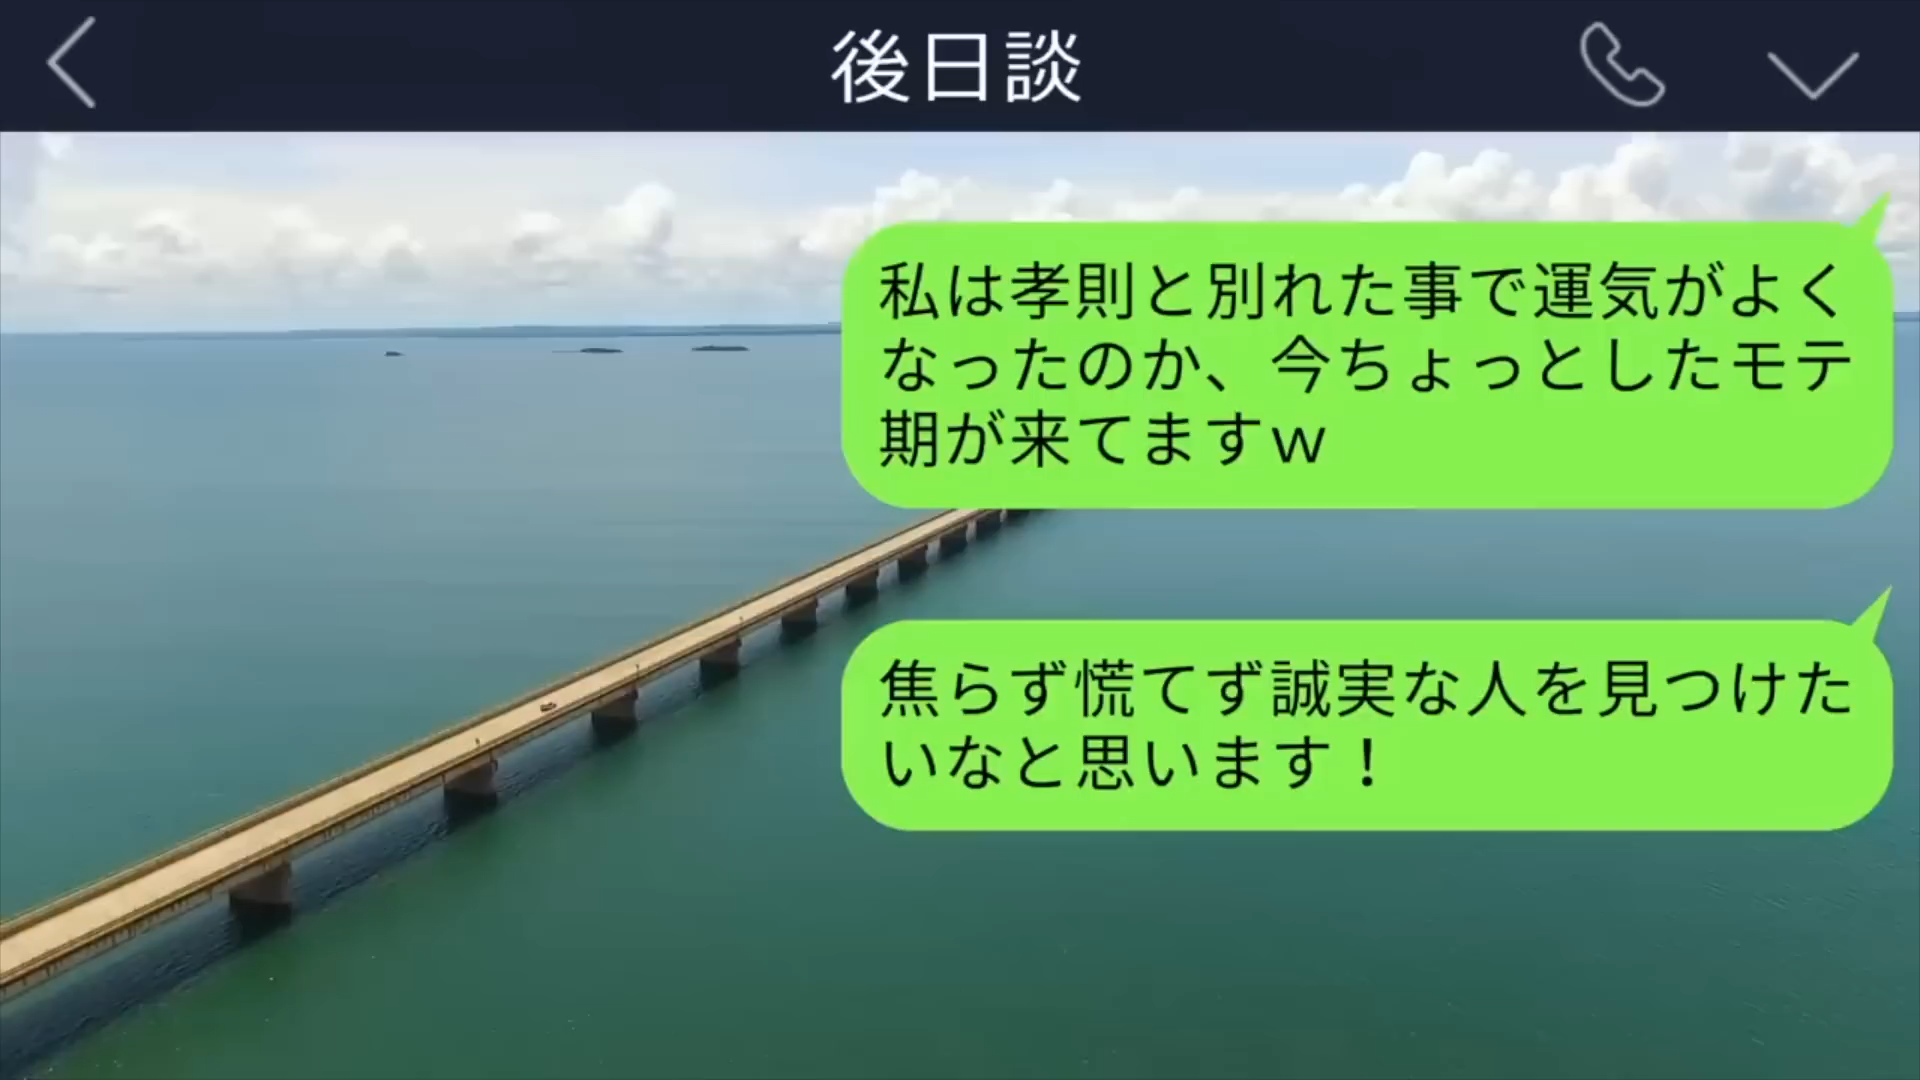 後日談
私は孝則と別れた事で運気がよく
なったのか、今ちょっとしたモテ
期が来てますw
焦らず慌てず誠実な人を見つけた
いなと思います！